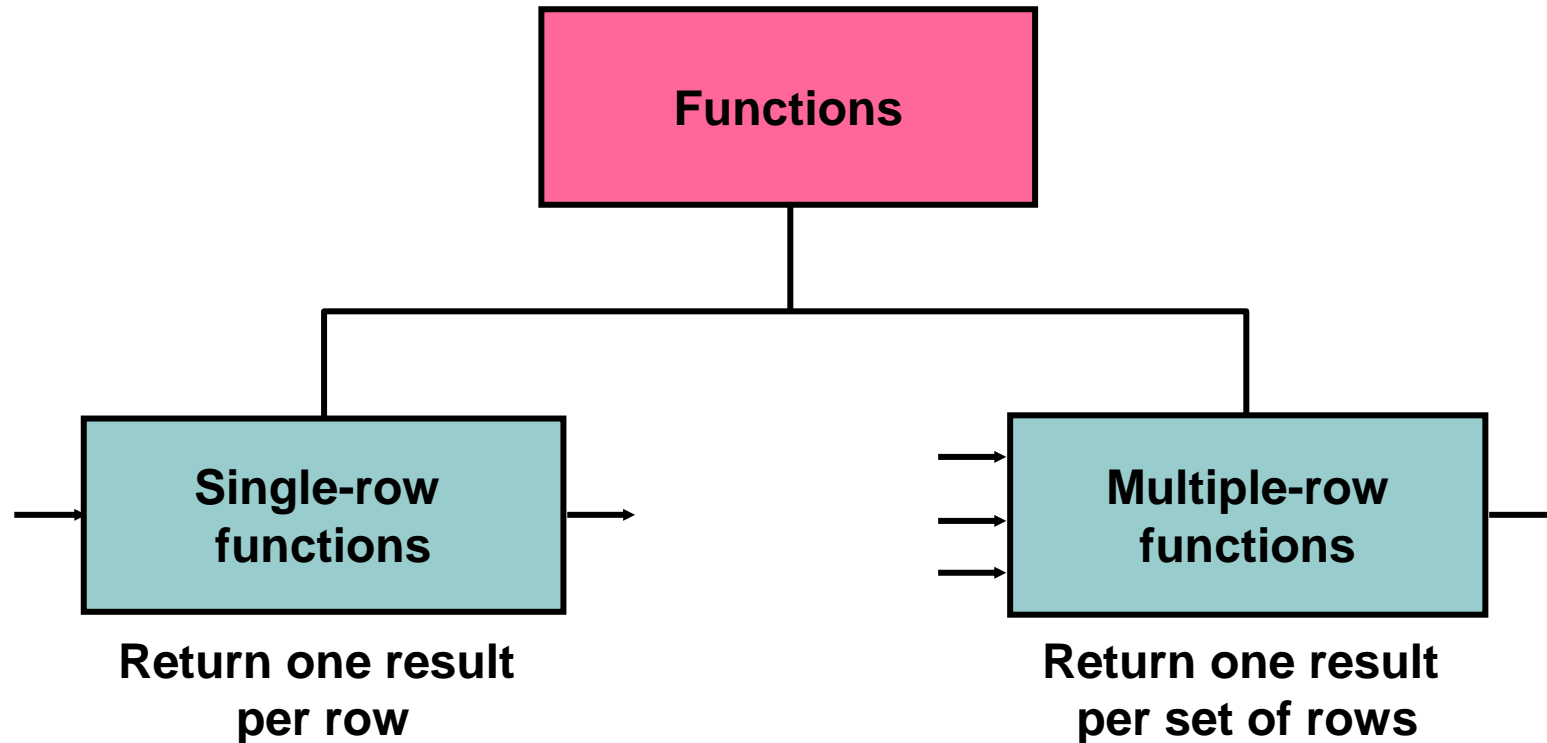 Functions
Single-row
functions
Multiple-row
functions
Return one result
per row
Return one result
per set of rows